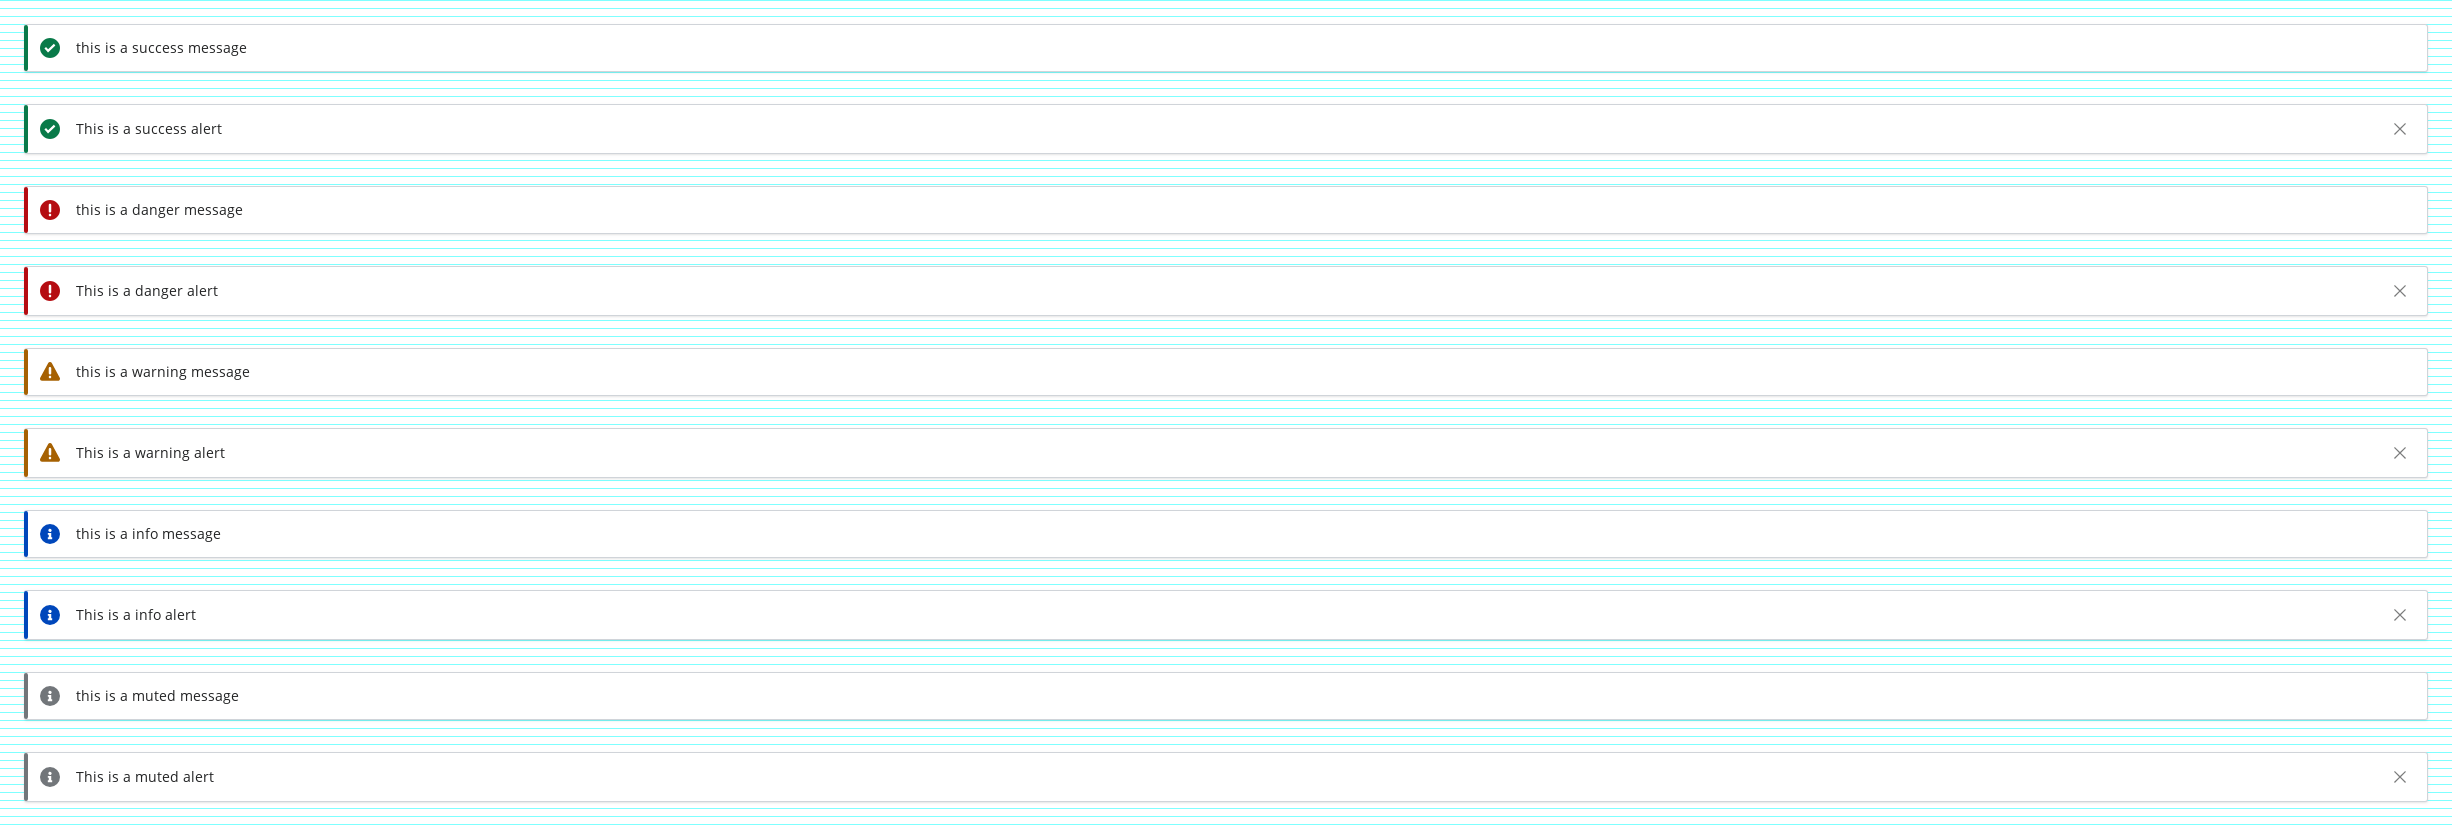 this is a success message
This is a success alert
this is a danger message
This is a danger alert
this is a warning message
This is a warning alert
this is a info message
This is a info alert
this is a muted message
This is a muted alert